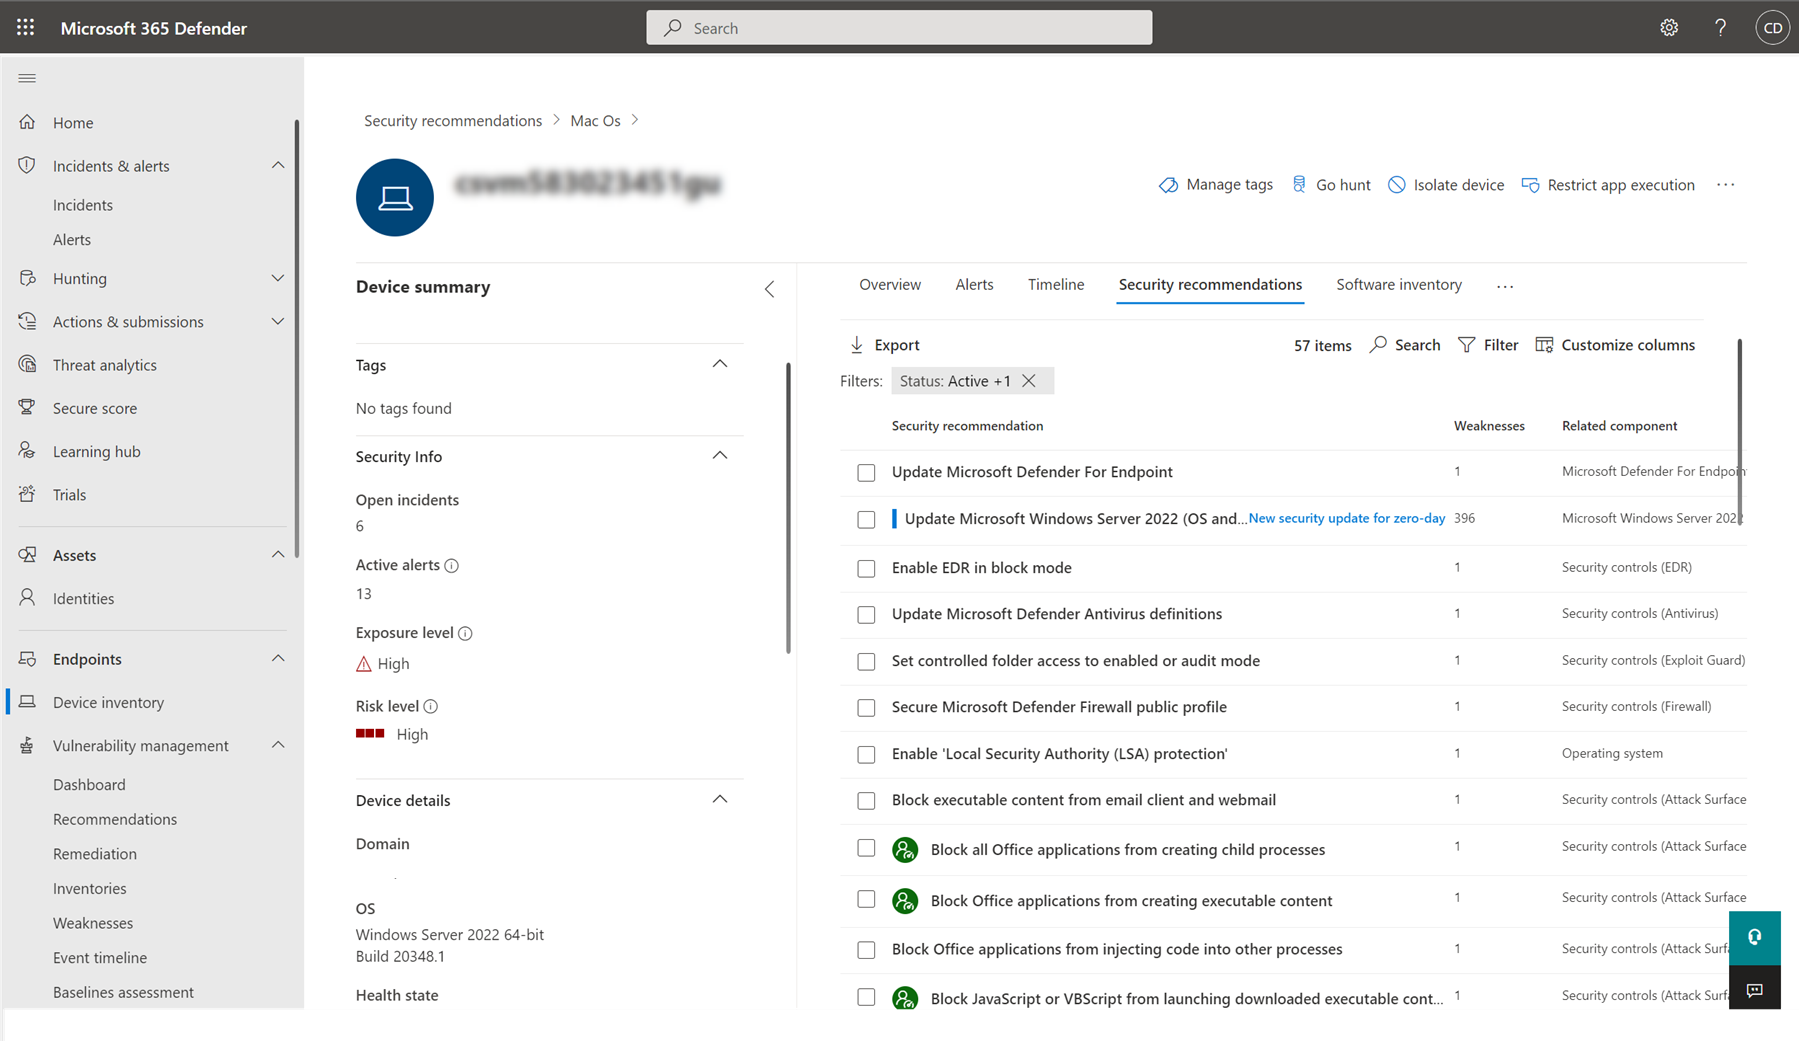 Microsoft 365 Defender
Search
CD
Home
Incidents & alerts
Incidents
Alerts
Hunting
Actions & submissions
Threat analytics
Secure score
Learning hub
Trials
Assets
Identities
Endpoints
Device inventory
Vulnerability management
Dashboard
Recommendations
Remediation
Inventories
Weaknesses
Event timeline
Baselines assessment
Security recommendations > Mac Os >
Manage tags Go hunt Isolate device Restrict app execution ...
Device summary
Tags
No tags found
Security Info
Open incidents
6
Active alerts
13
Exposure level
High
Risk level
High
Device details
Domain
OS
Windows Server 2022 64-bit
Build 20348.1
Health state
Overview Alerts Timeline Security recommendations Software inventory ...
Export 57 items Search Filter Customize columns
Filters: Status: Active +1
Security recommendation Weaknesses Related component
Update Microsoft Defender For Endpoint 1 Microsoft Defender For Endpoin
Update Microsoft Windows Server 2022 (OS and... New security update for zero-day 396 Microsoft Windows Server 2022
Enable EDR in block mode 1 Security controls (EDR)
Update Microsoft Defender Antivirus definitions 1 Security controls (Antivirus)
Set controlled folder access to enabled or audit mode 1 Security controls (Exploit Guard)
Secure Microsoft Defender Firewall public profile 1 Security controls (Firewall)
Enable 'Local Security Authority (LSA) protection' 1 Operating system
Block executable content from email client and webmail 1 Security controls (Attack Surface
Block all Office applications from creating child processes 1 Security controls (Attack Surface
Block Office applications from creating executable content 1 Security controls (Attack Surface
Block Office applications from injecting code into other processes 1 Security controls (Attack Surf
Block JavaScript or VBScript from launching downloaded executable cont... 1 Security controls (Attack Surf